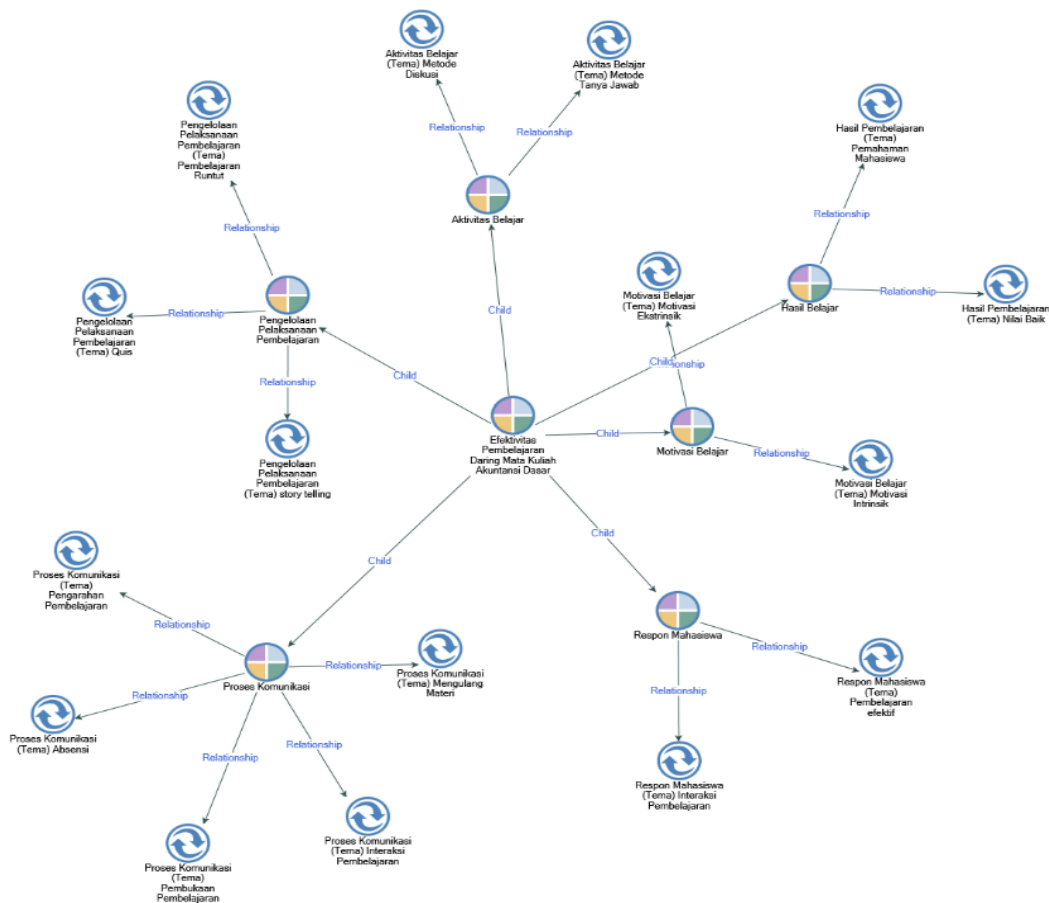 Aktivitas Belajar
(Tema) Metode
Diskusi
Aktivitas Belajar
(Tema) Metode
Tanya Jawab
Relationship
Relationship
Aktivitas Belajar
Child
Pengelolaan
Pelaksanaan
Pembelajaran
(Tema)
Pembelajaran
Runtut
Relationship
Pengelolaan
Pelaksanaan
Pembelajaran
(Tema) Quis
Relationship
Pengelolaan
Pelaksanaan
Pembelajaran
Relationship
Pengelolaan
Pelaksanaan
Pembelajaran
(Tema) story telling
Child
Hasil Pembelajaran
(Tema)
Pemahaman
Mahasiswa
Relationship
Hasil Belajar
Relationship
Hasil Pembelajaran
(Tema) Nilai Baik
Child
Motivasi Belajar
(Tema) Motivasi
Ekstrinsik
Relationship
Efektivitas
Pembelajaran
Daring Mata Kuliah
Akuntansi Dasar
Child
Motivasi Belajar
Relationship
Motivasi Belajar
(Tema) Motivasi
Intrinsik
Child
Child
Proses Komunikasi
(Tema)
Pengarahan
Pembelajaran
Relationship
Proses Komunikasi
Relationship
Proses Komunikasi
(Tema) Mengulang
Materi
Relationship
Proses Komunikasi
(Tema) Absensi
Relationship
Relationship
Proses Komunikasi
(Tema)
Pembukaan
Pembelajaran
Proses Komunikasi
(Tema) Interaksi
Pembelajaran
Respon Mahasiswa
Relationship
Respon Mahasiswa
(Tema)
Pembelajaran
efektif
Relationship
Respon Mahasiswa
(Tema) Interaksi
Pembelajaran